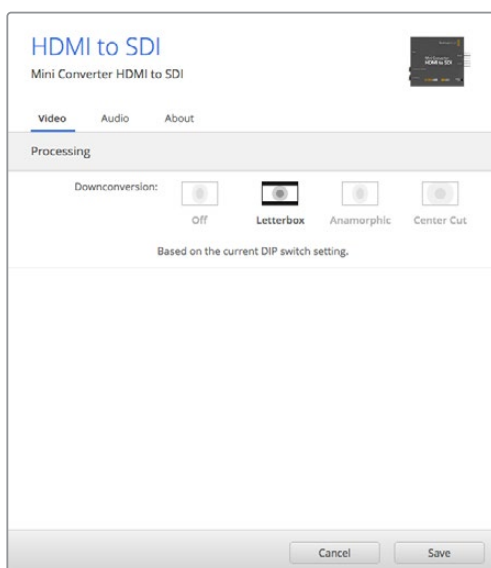 HDMI to SDI
Mini Converter HDMI to SDI
Video Audio About
Processing
Downconversion:
Off Letterbox Anamorphic Center Cut
Based on the current DIP switch setting.
Cancel Save